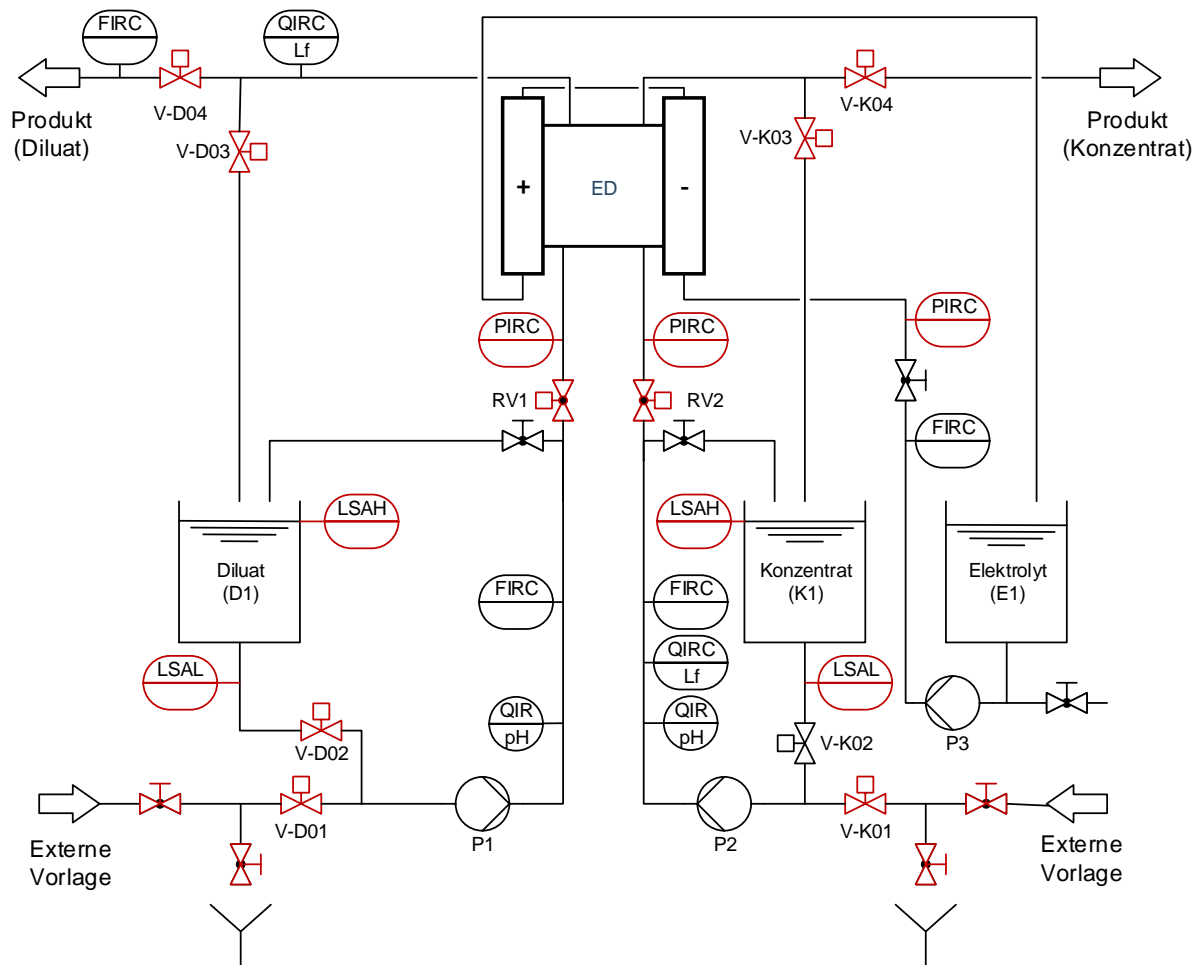 FIRC
QIRC
Lf
V-D04
V-K04
Produkt
(Diluat)
V-D03
V-K03
Produkt
(Konzentrat)
+
ED
-
PIRC
PIRC
PIRC
RV1
RV2
FIRC
LSAH
LSAH
Diluat
(D1)
Konzentrat
(K1)
Elektrolyt
(E1)
FIRC
FIRC
QIRC
Lf
LSAL
LSAL
QIR
pH
QIR
pH
V-D02
V-K02
P3
V-D01
P1
P2
V-K01
Externe
Vorlage
Externe
Vorlage